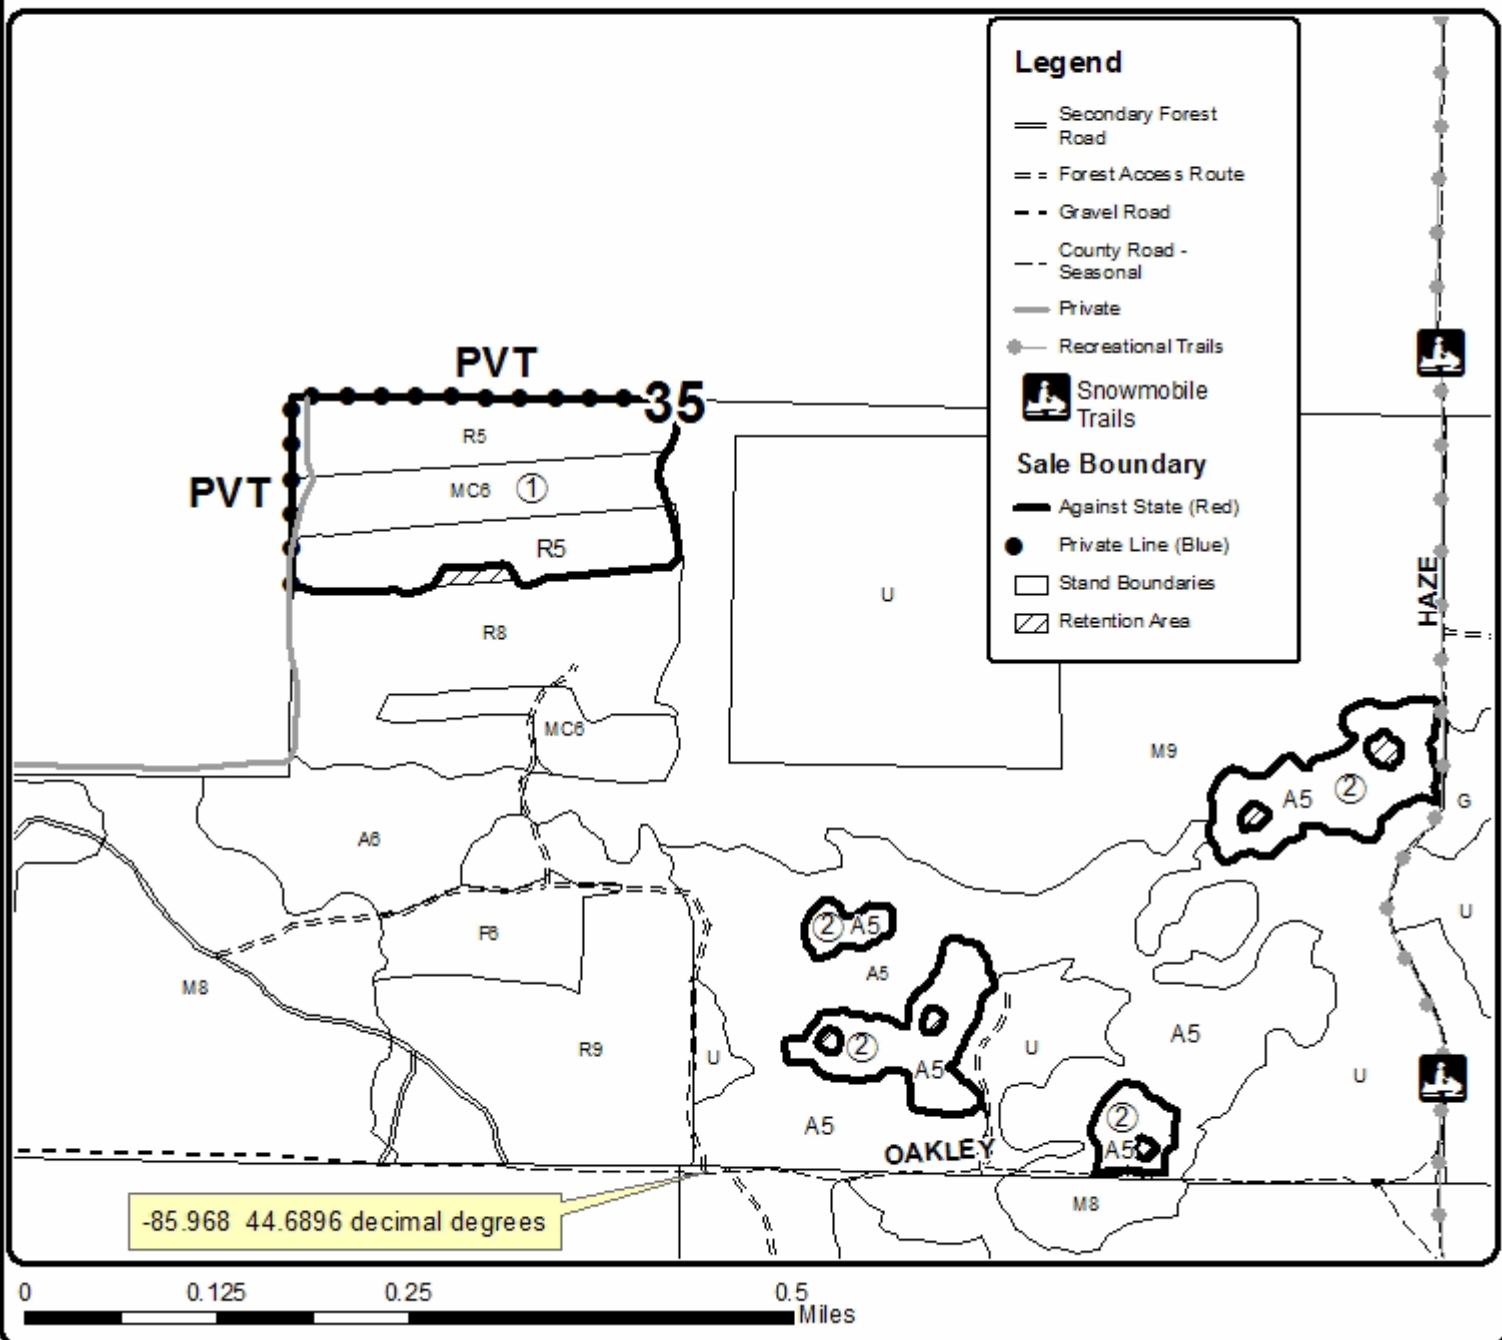 Legend
Secondary Forest
Road
Forest Access Route
Gravel Road
County Road -
Seasonal
Private
Recreational Trails
Snowmobile
Trails
Sale Boundary
Against State (Red)
Private Line (Blue)
Stand Boundaries
Retention Area
PVT
35
R5
PVT
MC6 1
R5
HAZE
U
R8
MC6
M9
A5 2
G
A6
2 A5
U
F6
A5
M8
R9
U
2
A5
U
A5
U
2
A5
A5
OAKLEY
M8
-85.968 44.6896 decimal degrees
0 0.125 0.25 0.5
Miles